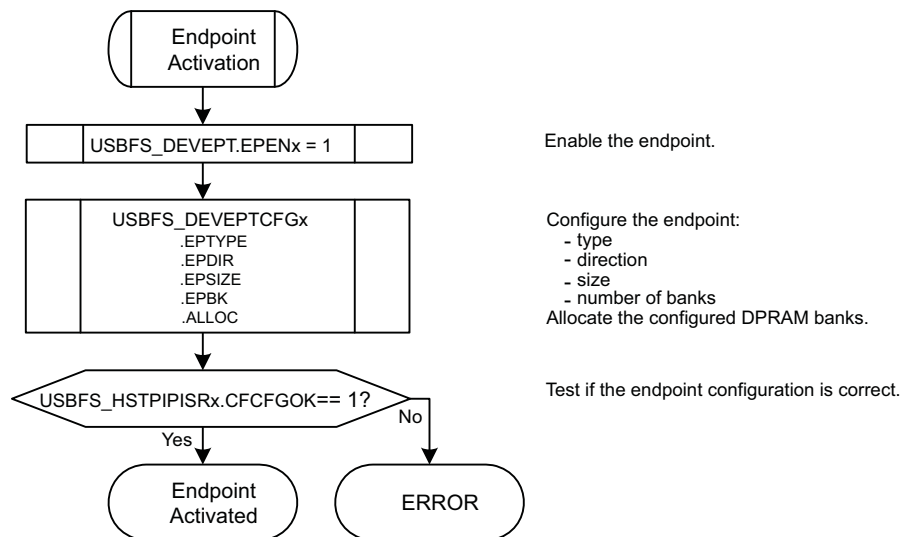 Endpoint
Activation
USBFS_DEVEPT.EPENx = 1
Enable the endpoint.
USBFS_DEVEPTCFGx
.EPTYPE
.EPDIR
.EPSIZE
.EPBK
.ALLOC
Configure the endpoint:
- type
- direction
- size
- number of banks
Allocate the configured DPRAM banks.
USBFS_HSTPIPISRx.CFCFGOK== 1?
Test if the endpoint configuration is correct.
No
Yes
Endpoint
Activated
ERROR